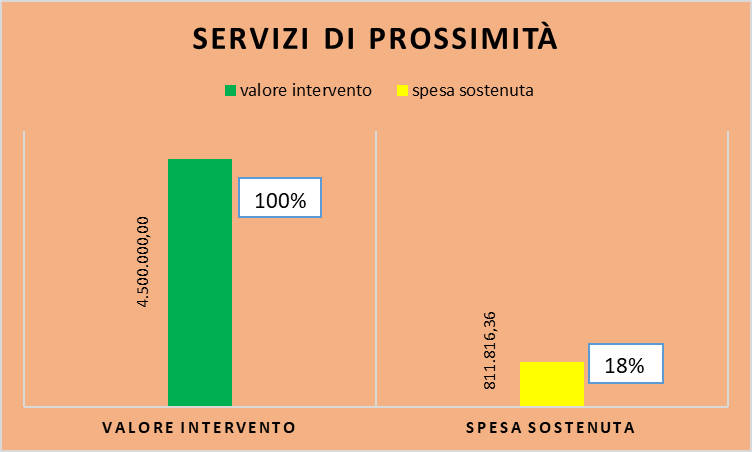 SERVIZI DI PROSSIMITÀ
valore intervento spesa sostenuta
100%
4.500.000,00
811.816,36
18%
VALORE INTERVENTO SPESA SOSTENUTA